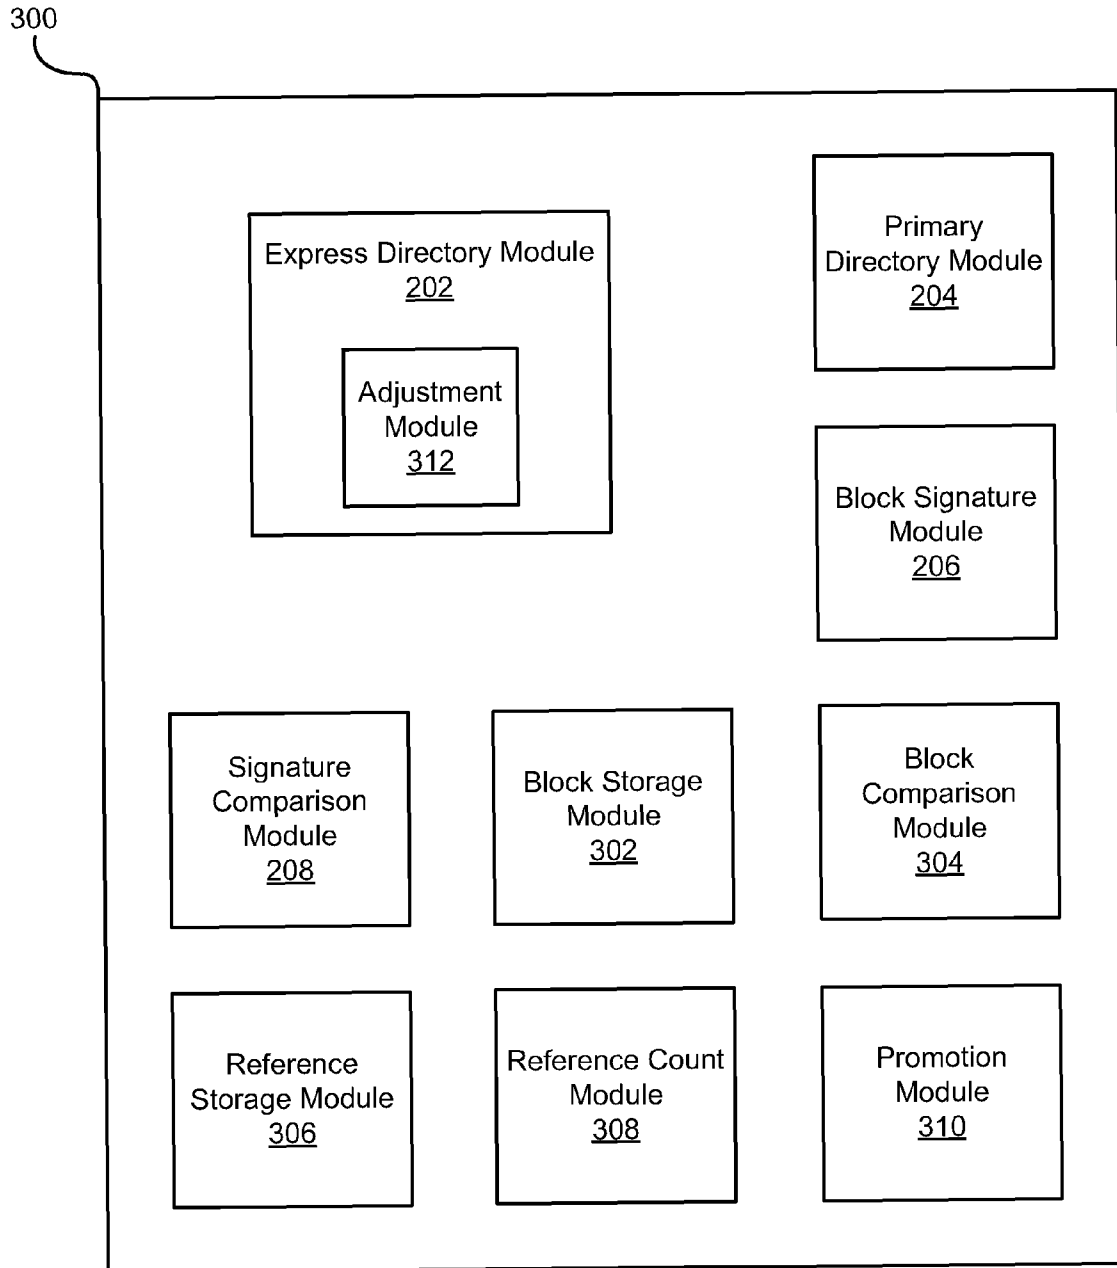 300
Express Directory Module
202
Adjustment
Module
312
Primary
Directory Module
204
Block Signature
Module
206
Signature
Comparison
Module
208
Block Storage
Module
302
Block
Comparison
Module
304
Reference
Storage Module
306
Reference Count
Module
308
Promotion
Module
310